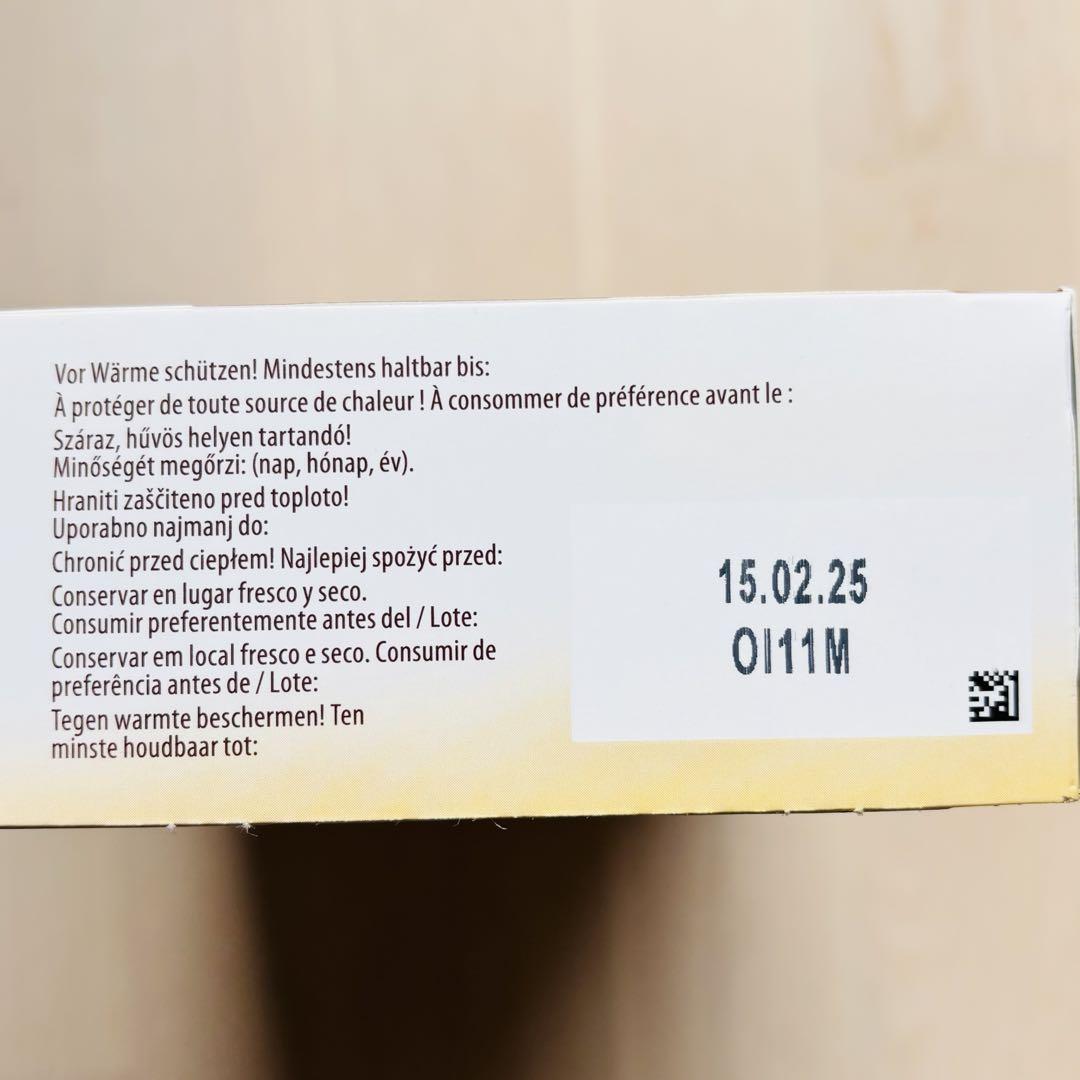 Vor Wärme schützen! Mindestens haltbar bis:
À protéger de toute source de chaleur ! À consommer de préférence avant le :
Száraz, hűvös helyen tartandó!
Minőségét megőrzi: (nap, hónap, év).
Hraniti zaščiteno pred toploto!
Uporabno najmanj do:
Chronić przed ciepłem! Najlepiej spożyć przed:
Conservar en lugar fresco y seco.
Consumir preferentemente antes del / Lote:
Conservar em local fresco e seco. Consumir de
preferência antes de / Lote:
Tegen warmte beschermen! Ten
minste houdbaar tot:
15.02.25
OI11M